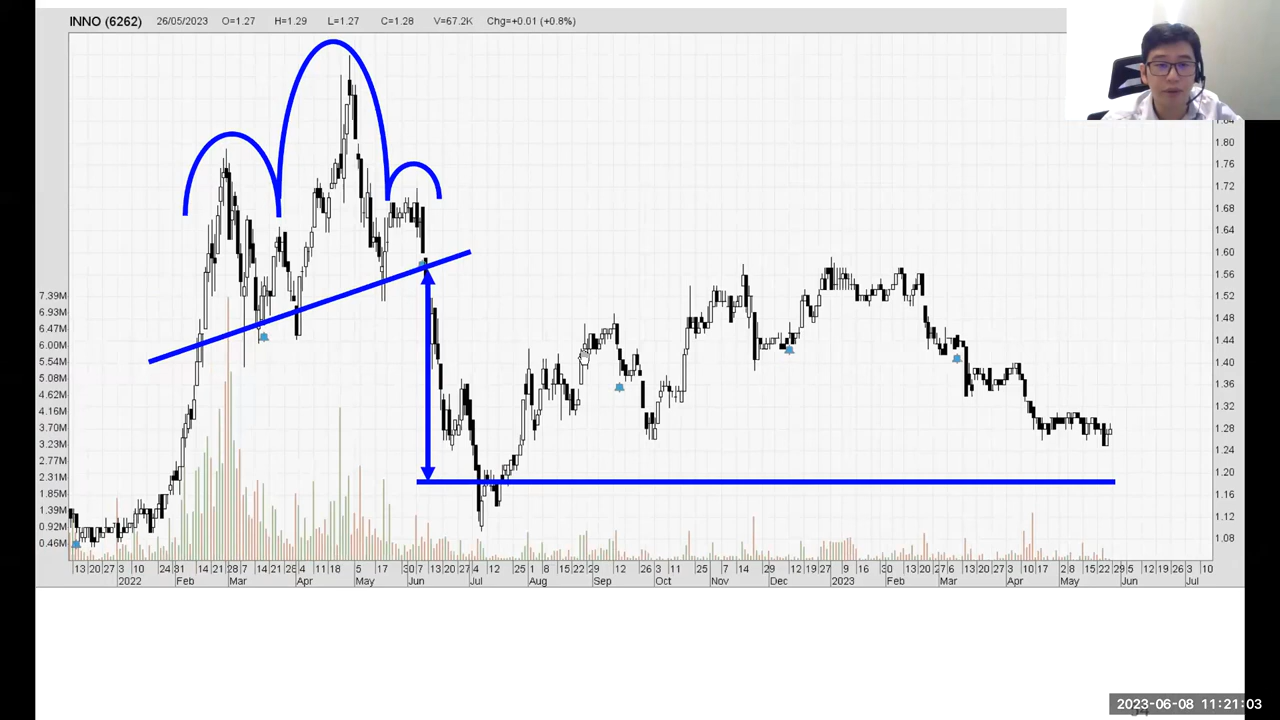 INNO (6262) 26/05/2023 O=1.27 H=1.29 L=1.27 C=1.28 V=67.2K Chg=+0.01 (+0.8%)
1.80
1.76
1.72
1.68
1.64
1.60
1.56
1.52
1.48
1.44
1.40
1.36
1.32
1.28
1.24
1.20
1.16
1.12
1.08
7.39M
6.93M
6.47M
6.00M
5.54M
5.08M
4.62M
4.16M
3.70M
3.23M
2.77M
2.31M
1.85M
1.39M
0.92M
0.46M
13 20 27 3 10 24 31 14 21 28 7 14 21 28 4 11 18 5 17 30 7 13 20 27 4 25 8 15 22 29 12 3 11 25 7 14 29 12 19 27 9 16 30 13 20 27 6 13 20 27 3 10 17 2 8 15 22 29 5 12 19 26 3 10
2022 Feb Mar Apr May Jun Jul Aug Sep Oct Nov Dec 2023 Feb Mar Apr May Jun Jul
2023-06-08 11:21:03